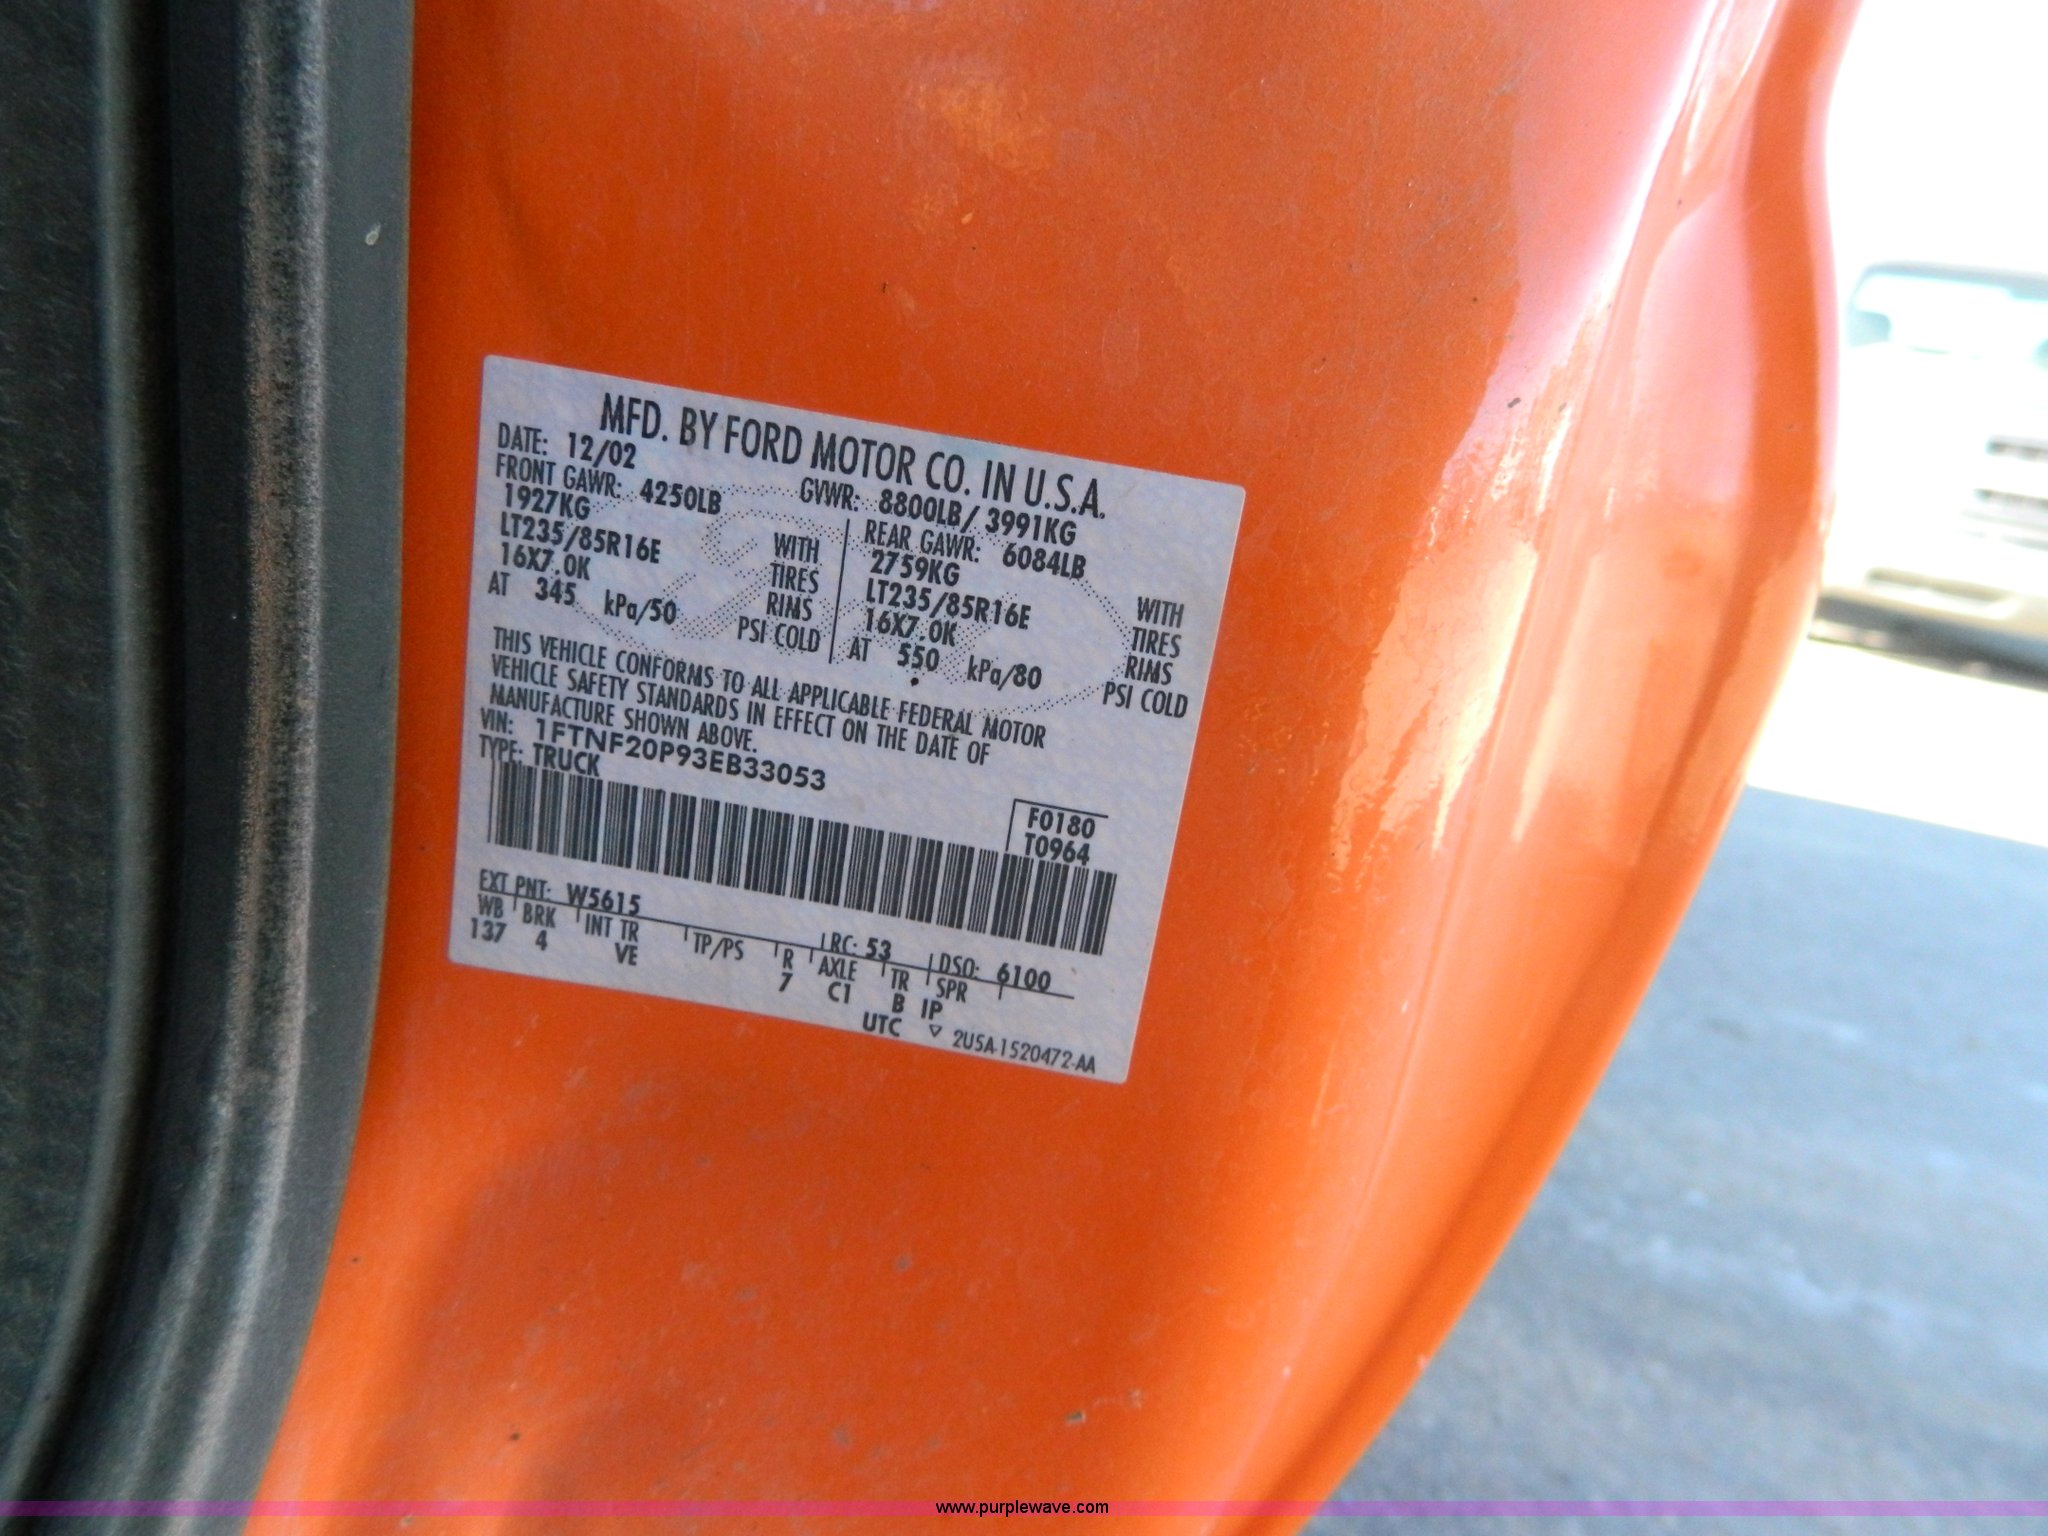 MFD. BY FORD MOTOR CO. IN U.S.A.
DATE: 12/02 GVWR: 8800LB/ 3991KG
FRONT GAWR: 4250LB REAR GAWR: 6084LB
1927KG WITH 2759KG WITH
LT235/85R16E TIRES LT235/85R16E TIRES
16X7.0K RIMS 16X7.0K RIMS
AT 345 kPa/50 PSI COLD AT 550 kPa/80 PSI COLD
THIS VEHICLE CONFORMS TO ALL APPLICABLE FEDERAL MOTOR
VEHICLE SAFETY STANDARDS IN EFFECT ON THE DATE OF
MANUFACTURE SHOWN ABOVE.
VIN: 1FTNF20P93EB33053
TYPE: TRUCK
F0180
T0964
EXT PNT: W5615 RC: 53 DSO: 6100
WB BRK INT TR TP/PS R AXLE TR SPR
137 4 VE 7 C1 B IP
UTC ▽ 2U5A-1520472-AA
www.purplewave.com